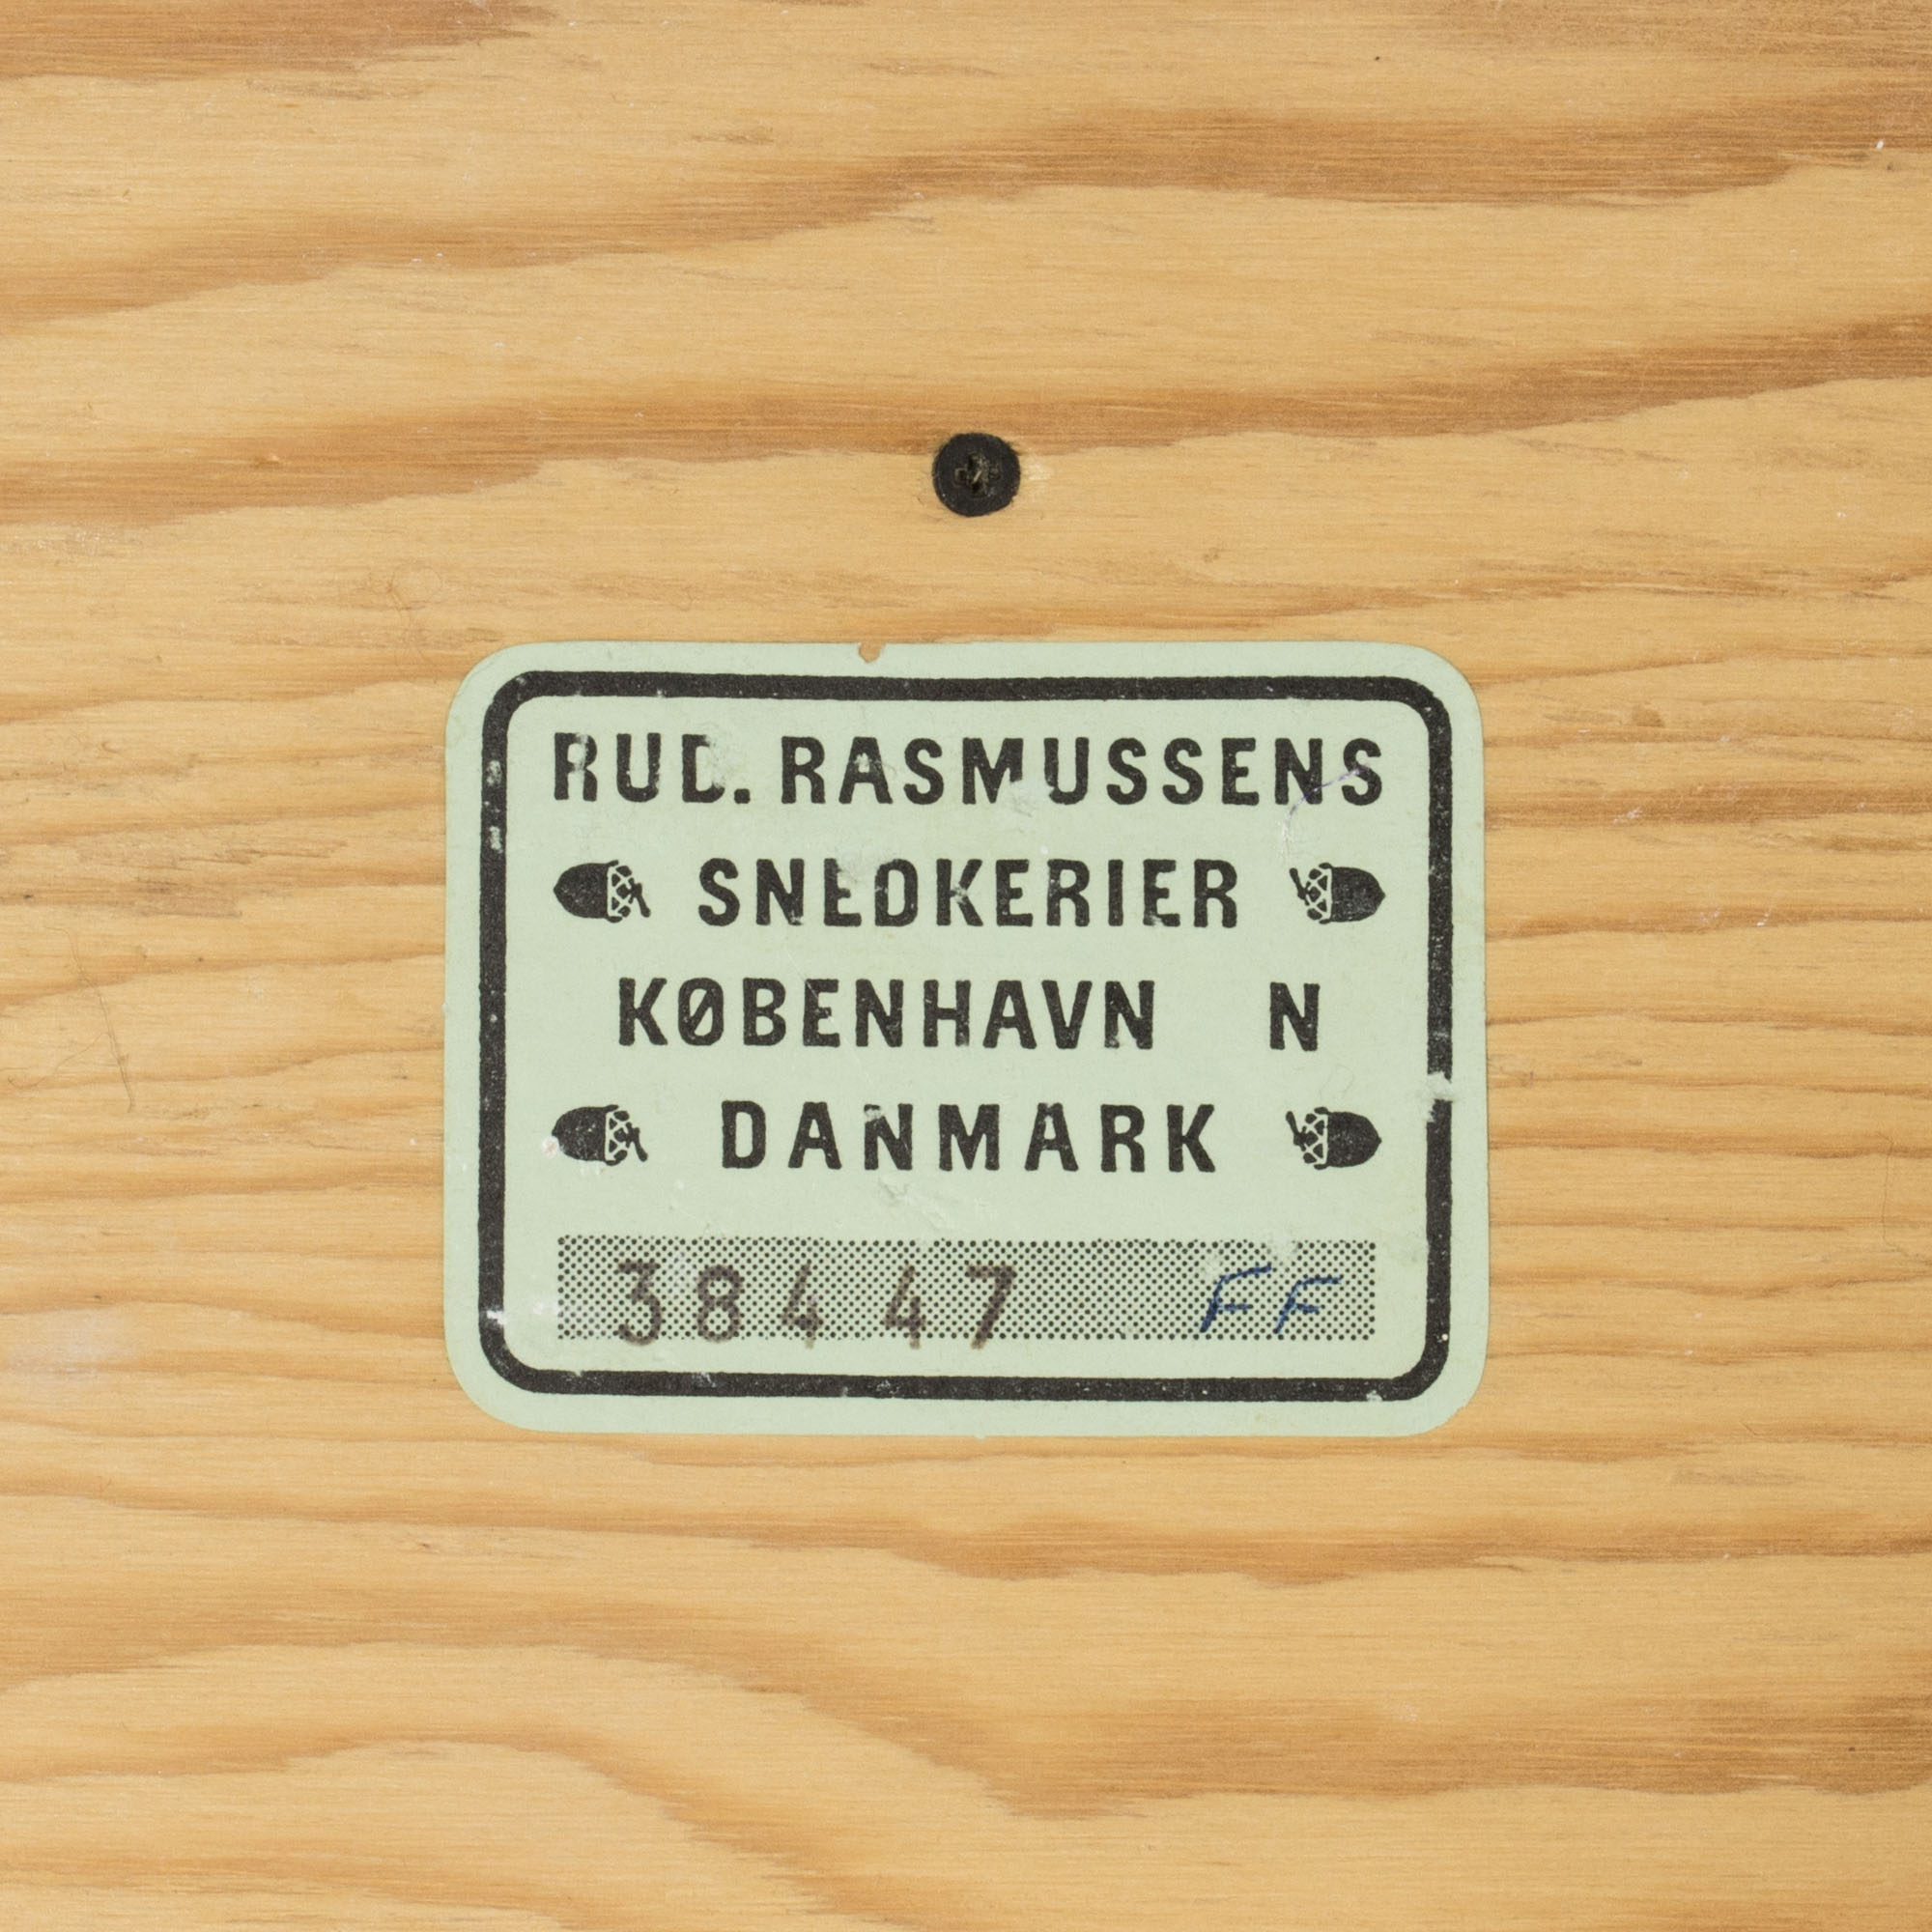 RUD. RASMUSSENS
SNEDKERIER
KØBENHAVN N
DANMARK
38447 FF